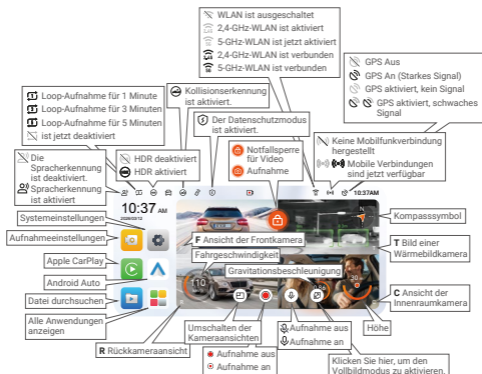 WLAN ist ausgeschaltet
2,4-GHz-WLAN ist aktiviert
5-GHz-WLAN ist jetzt aktiviert
2,4-GHz-WLAN ist verbunden
5-GHz-WLAN ist verbunden
GPS Aus
GPS An (Starkes Signal)
GPS aktiviert, kein Signal
GPS aktiviert, schwaches
Signal
Kollisionserkennung
ist aktiviert.
Loop-Aufnahme für 1 Minute
Loop-Aufnahme für 3 Minuten
Loop-Aufnahme für 5 Minuten
ist jetzt deaktiviert
Der Datenschutzmodus
ist aktiviert.
Notfallsperre
für Video
Aufnahme
Keine Mobilfunkverbindung
hergestellt
Mobile Verbindungen
sind jetzt verfügbar
Die
Spracherkennung
ist deaktiviert.
Spracherkennung
ist aktiviert
HDR deaktiviert
HDR aktiviert
10:37AM
10:37 AM
Systemeinstellungen
Aufnahmeeinstellungen
Apple CarPlay
Android Auto
Datei durchsuchen
Alle Anwendungen
anzeigen
N
Kompasssymbol
F Ansicht der Frontkamera
Fahrgeschwindigkeit
Gravitationsbeschleunigung
T Bild einer
Wärmebildkamera
C Ansicht der
Innenraumkamera
110
Höhe
R Rückkameraansicht
Umschalten der
Kameraansichten
Aufnahme aus
Aufnahme an
Aufnahme aus
Aufnahme an
Klicken Sie hier, um den
Vollbildmodus zu aktivieren.